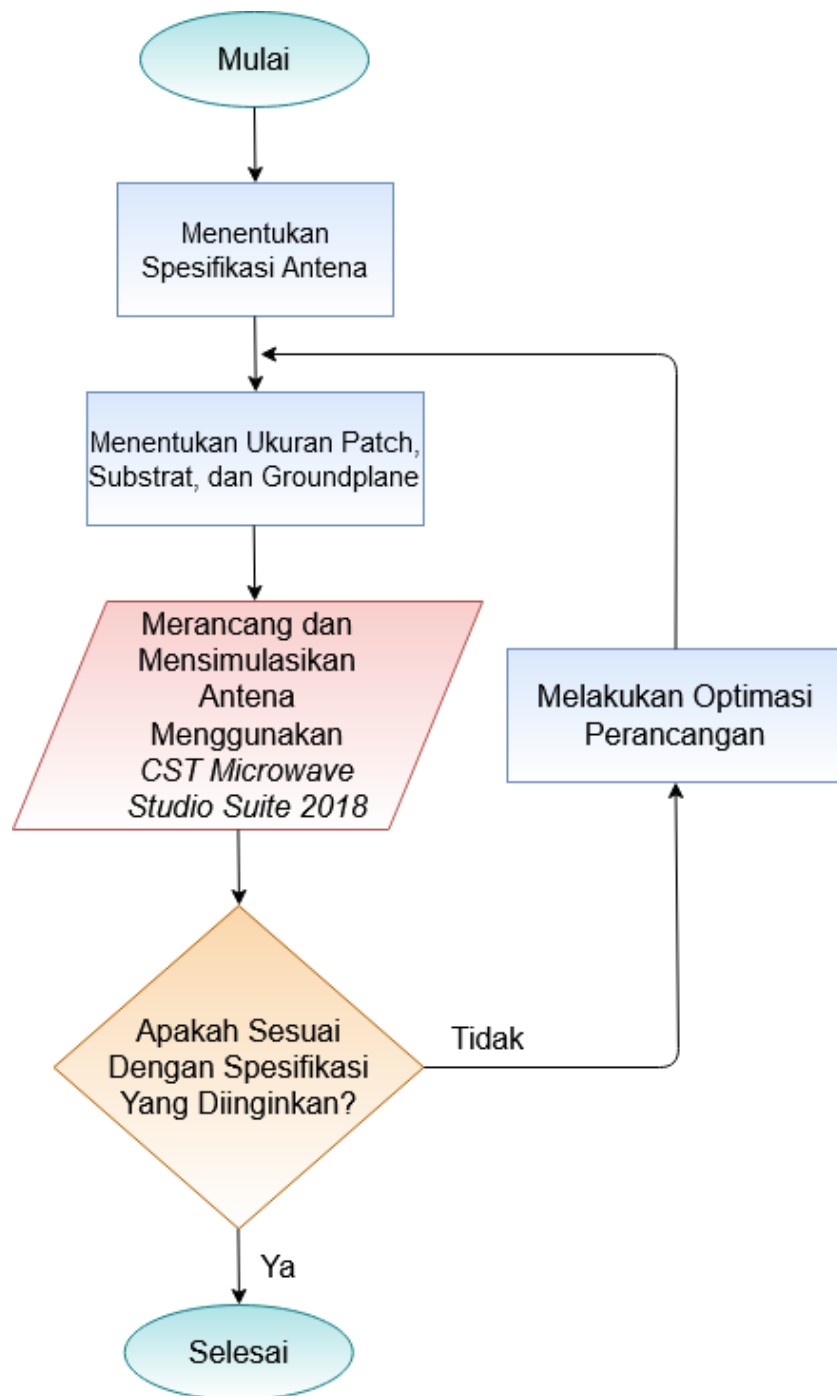 Mulai
Menentukan
Spesifikasi Antena
Menentukan Ukuran Patch,
Substrat, dan Groundplane
Merancang dan
Mensimulasikan
Antena
Menggunakan
CST Microwave
Studio Suite 2018
Melakukan Optimasi
Perancangan
Apakah Sesuai
Dengan Spesifikasi
Yang Diinginkan?
Tidak
Ya
Selesai